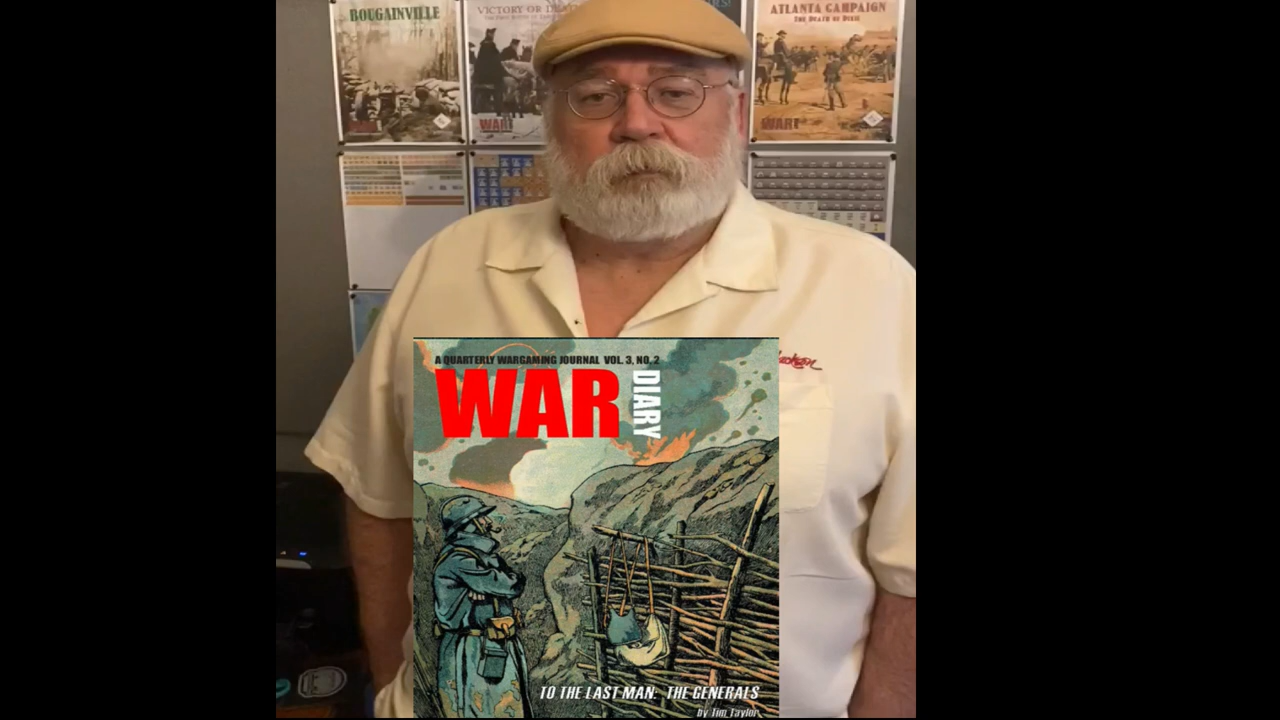 BOUGAINVILLE
VICTORY OR DEATH
ATLANTA CAMPAIGN
THE DEATH OF DIXIE
WAR!
WAR!
A QUARTERLY WARGAMING JOURNAL VOL. 3, NO. 2
WAR
DIARY
TO THE LAST MAN: THE GENERALS
by Tim Taylor